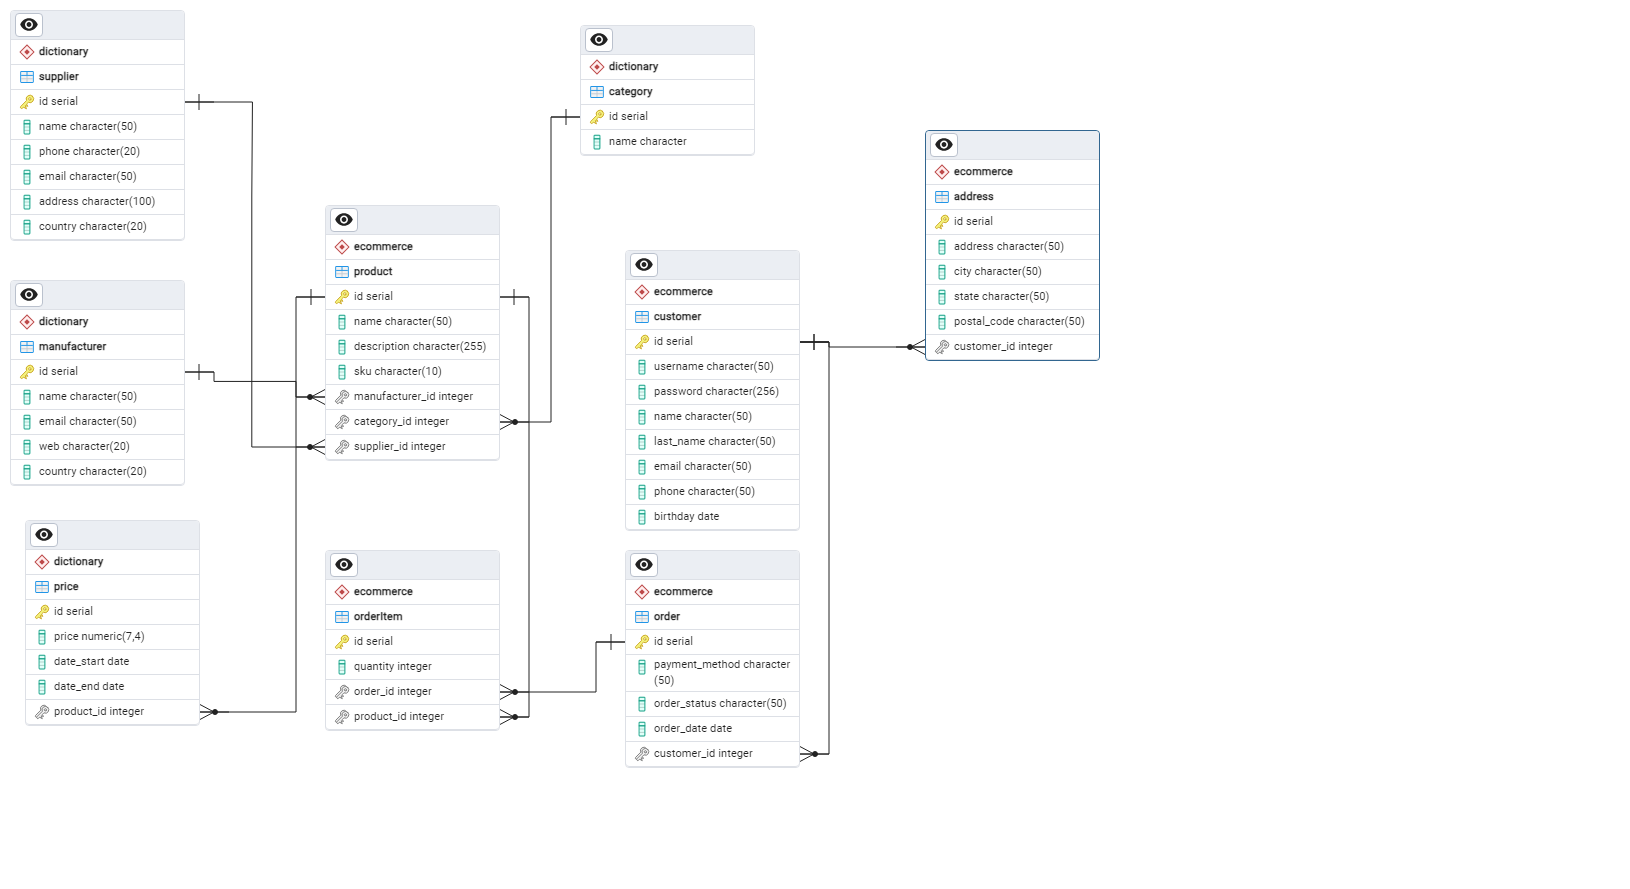 dictionary
supplier
id serial
name character(50)
phone character(20)
email character(50)
address character(100)
country character(20)
dictionary
manufacturer
id serial
name character(50)
email character(50)
web character(20)
country character(20)
dictionary
price
id serial
price numeric(7,4)
date_start date
date_end date
product_id integer
ecommerce
product
id serial
name character(50)
description character(255)
sku character(10)
manufacturer_id integer
category_id integer
supplier_id integer
ecommerce
orderItem
id serial
quantity integer
order_id integer
product_id integer
dictionary
category
id serial
name character
ecommerce
customer
id serial
username character(50)
password character(256)
name character(50)
last_name character(50)
email character(50)
phone character(50)
birthday date
ecommerce
order
id serial
payment_method character
(50)
order_status character(50)
order_date date
customer_id integer
ecommerce
address
id serial
address character(50)
city character(50)
state character(50)
postal_code character(50)
customer_id integer